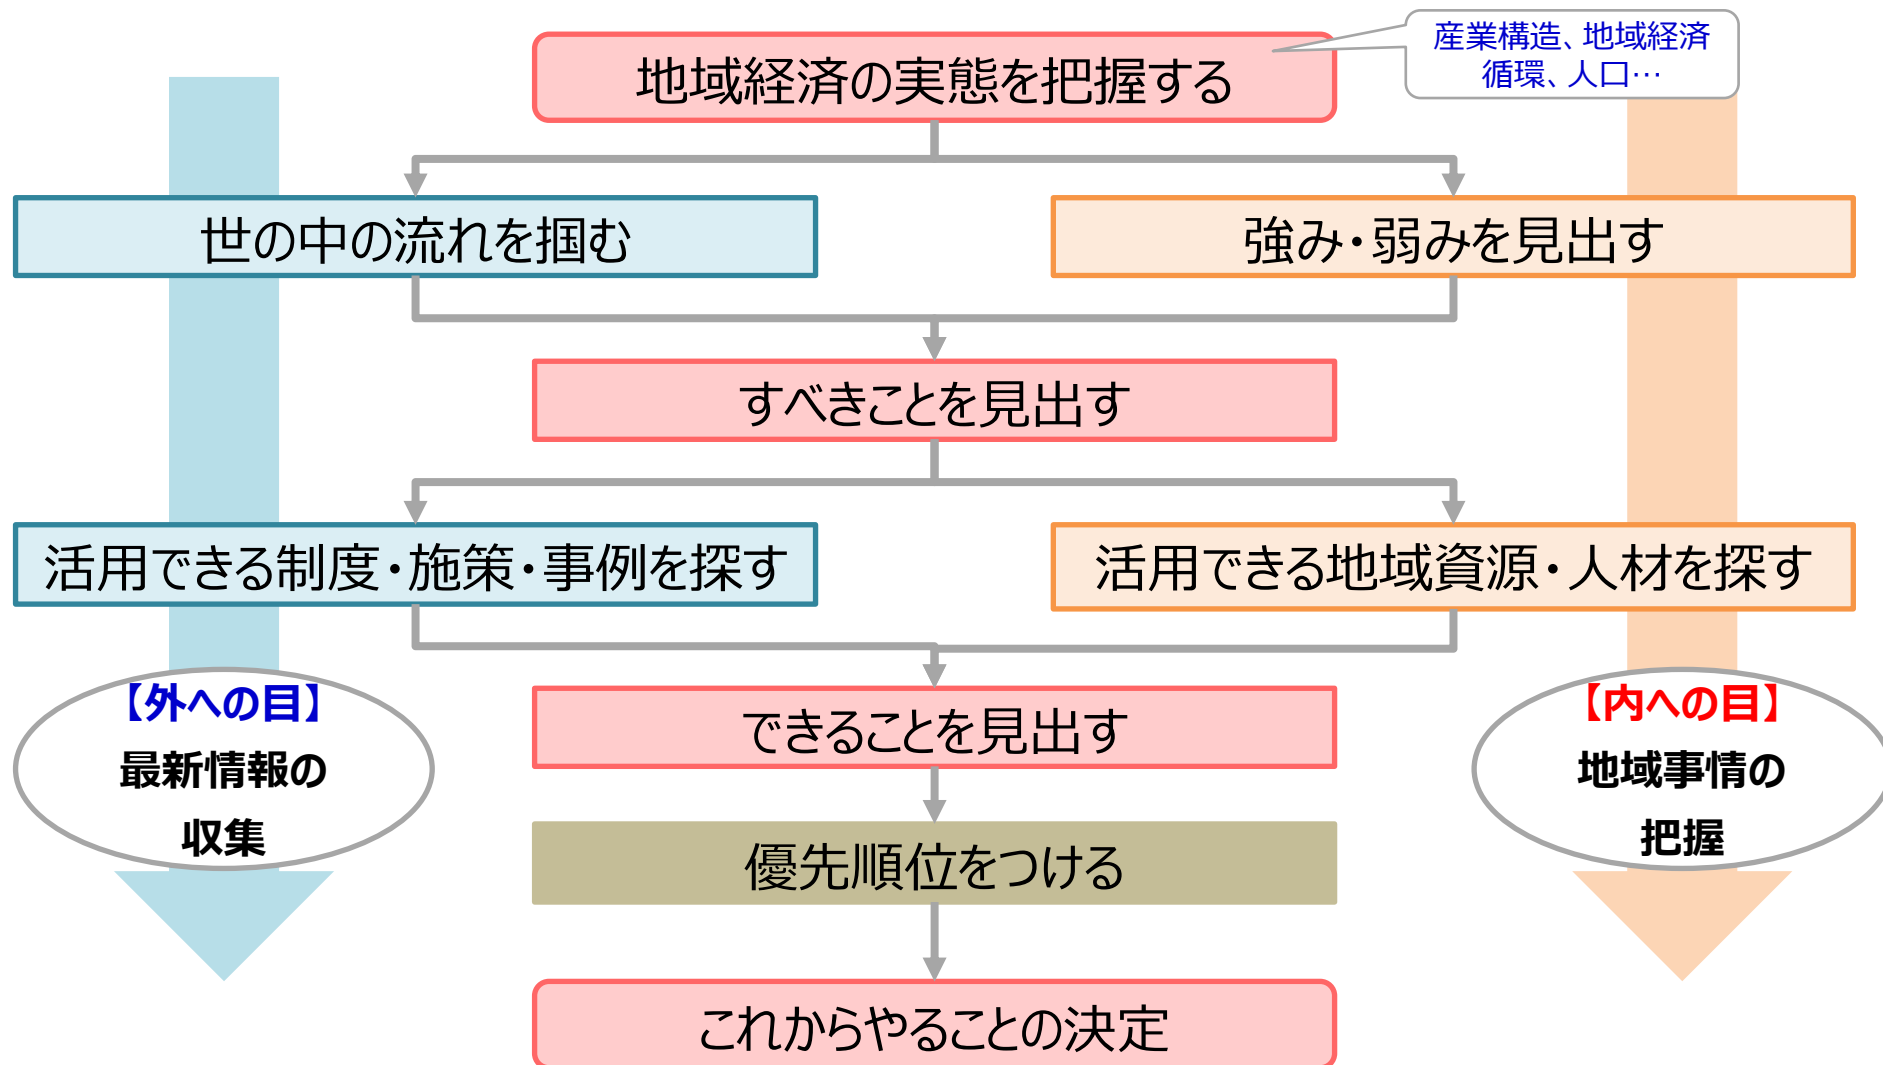 産業構造、地域経済
循環、人口…
地域経済の実態を把握する
世の中の流れを掴む
強み・弱みを見出す
すべきことを見出す
活用できる制度・施策・事例を探す
活用できる地域資源・人材を探す
【外への目】
最新情報の
収集
できることを見出す
【内への目】
地域事情の
把握
優先順位をつける
これからやることの決定